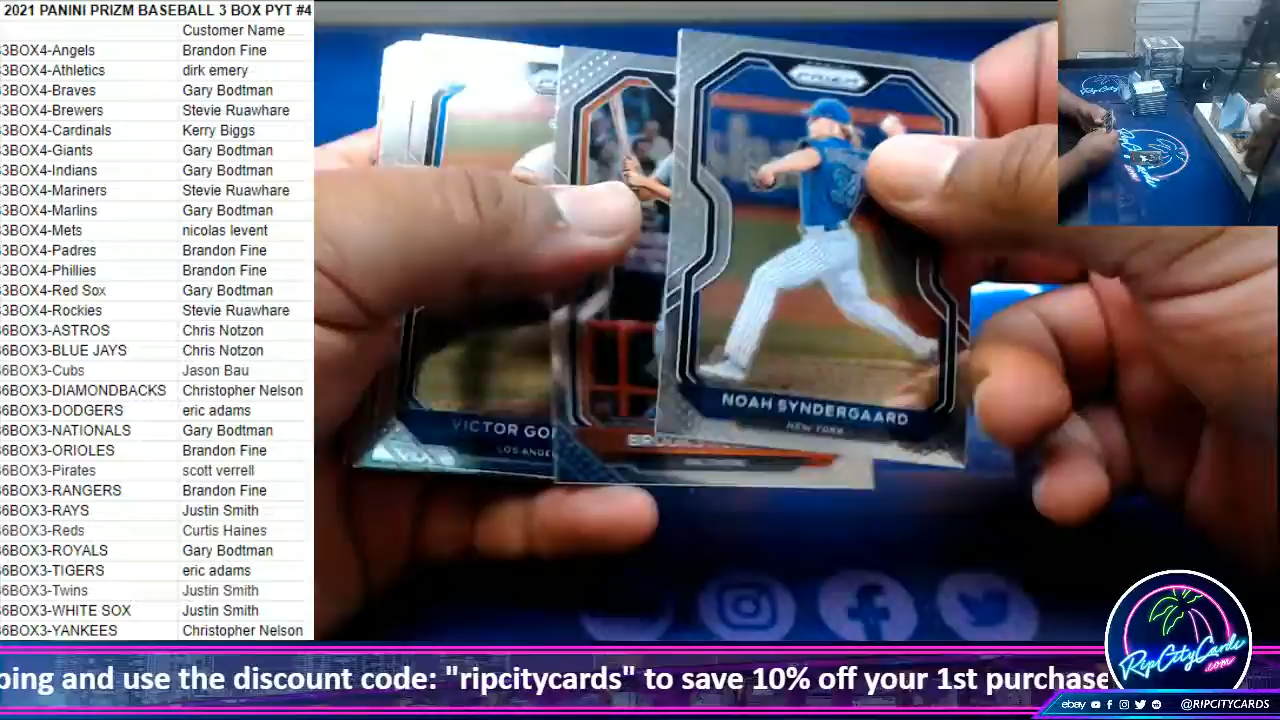 2021 PANINI PRIZM BASEBALL 3 BOX PYT #4
Customer Name
3BOX4-Angels Brandon Fine
3BOX4-Athletics dirk emery
3BOX4-Braves Gary Bodtman
3BOX4-Brewers Stevie Ruawhare
3BOX4-Cardinals Kerry Biggs
3BOX4-Giants Gary Bodtman
3BOX4-Indians Gary Bodtman
3BOX4-Mariners Stevie Ruawhare
3BOX4-Marlins Gary Bodtman
3BOX4-Mets nicolas levent
3BOX4-Padres Brandon Fine
3BOX4-Phillies Brandon Fine
3BOX4-Red Sox Gary Bodtman
3BOX4-Rockies Stevie Ruawhare
6BOX3-ASTROS Chris Notzon
6BOX3-BLUE JAYS Chris Notzon
6BOX3-Cubs Jason Bau
6BOX3-DIAMONDBACKS Christopher Nelson
6BOX3-DODGERS eric adams
6BOX3-NATIONALS Gary Bodtman
6BOX3-ORIOLES Brandon Fine
6BOX3-Pirates scott verrell
6BOX3-RANGERS Brandon Fine
6BOX3-RAYS Justin Smith
6BOX3-Reds Curtis Haines
6BOX3-ROYALS Gary Bodtman
6BOX3-TIGERS eric adams
6BOX3-Twins Justin Smith
6BOX3-WHITE SOX Justin Smith
6BOX3-YANKEES Christopher Nelson
PRIZM
34
NOAH SYNDERGAARD
NEW YORK
VICTOR GO
LOS ANGE
ping and use the discount code: "ripcitycards" to save 10% off your 1st purchase
RipCityCards
.com
ebay @RIPCITYCARDS